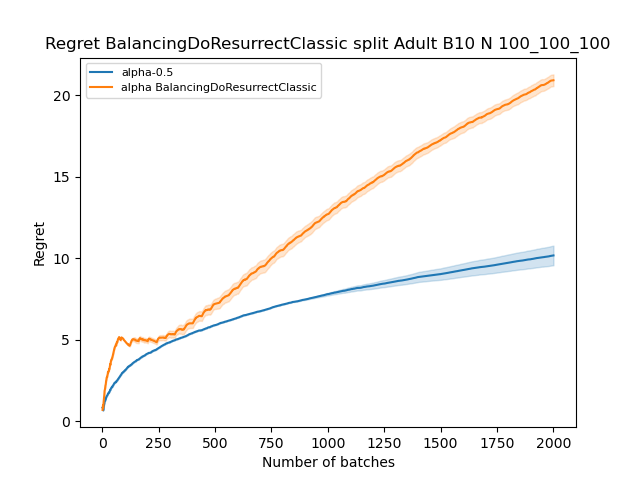 Regret BalancingDoResurrectClassic split Adult B10 N 100_100_100
alpha-0.5
alpha BalancingDoResurrectClassic
Regret
20
15
10
5
0
0 250 500 750 1000 1250 1500 1750 2000
Number of batches